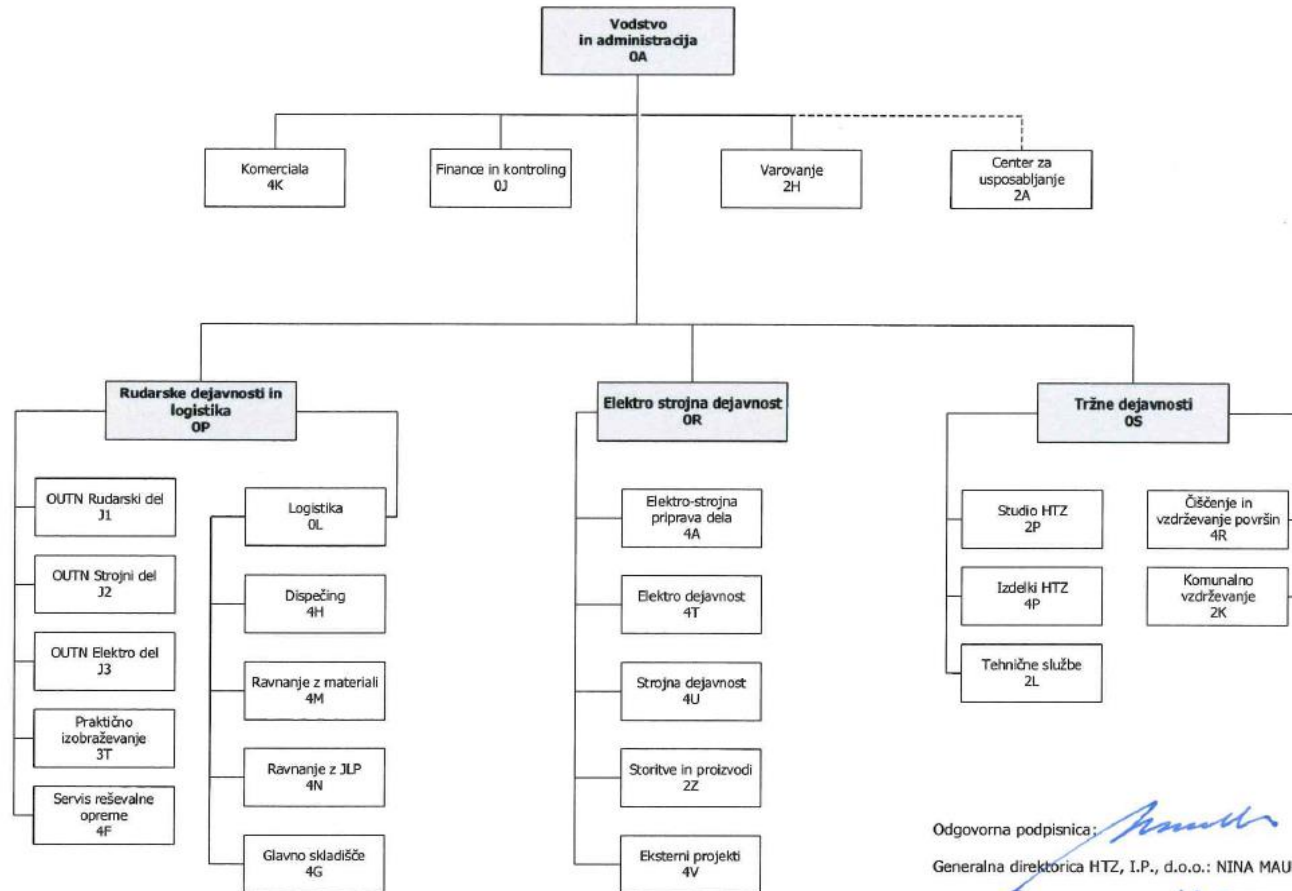 Vodstvo
in administracija
0A
Komerciala
4K
Finance in kontroling
0J
Varovanje
2H
Center za
usposabljanje
2A
Rudarske dejavnosti in
logistika
0P
Elektro strojna dejavnost
0R
Tržne dejavnosti
0S
OUTN Rudarski del
J1
OUTN Strojni del
J2
OUTN Elektro del
J3
Praktično
izobraževanje
3T
Servis reševalne
opreme
4F
Logistika
0L
Dispečing
4H
Ravnanje z materiali
4M
Ravnanje z JLP
4N
Glavno skladišče
4G
Elektro-strojna
priprava dela
4A
Elektro dejavnost
4T
Strojna dejavnost
4U
Storitve in proizvodi
2Z
Eksterni projekti
4V
Studio HTZ
2P
Izdelki HTZ
4P
Tehnične službe
2L
Čiščenje in
vzdrževanje površin
4R
Komunalno
vzdrževanje
2K
Odgovorna podpisnica:
Generalna direktorica HTZ, I.P., d.o.o.: NINA MAU